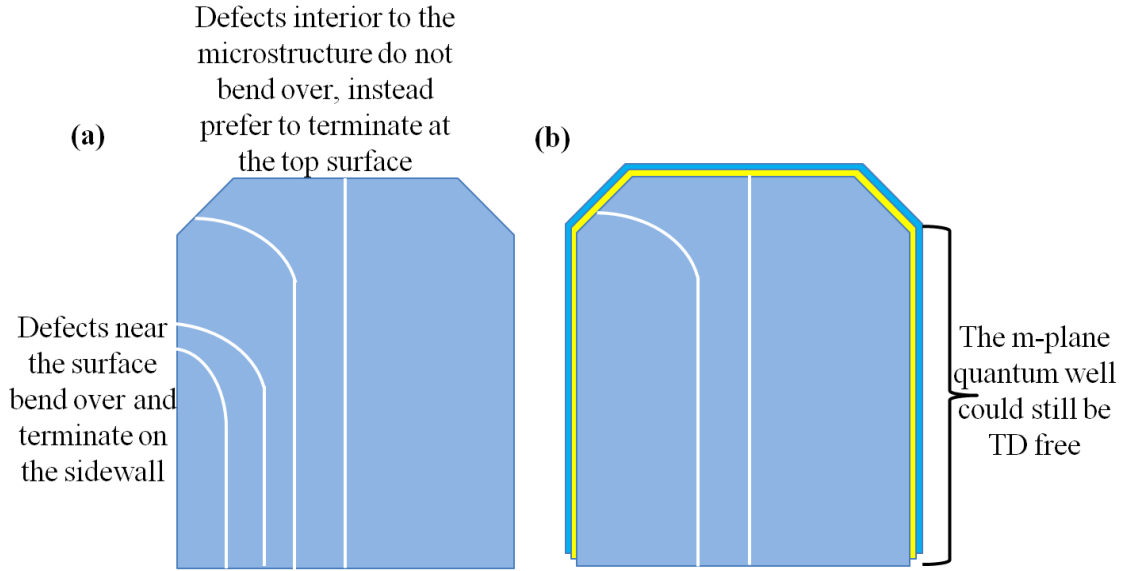 Defects interior to the
microstructure do not
bend over, instead
prefer to terminate at
the top surface
(a)
(b)
Defects near
the surface
bend over and
terminate on
the sidewall
The m-plane
quantum well
could still be
TD free